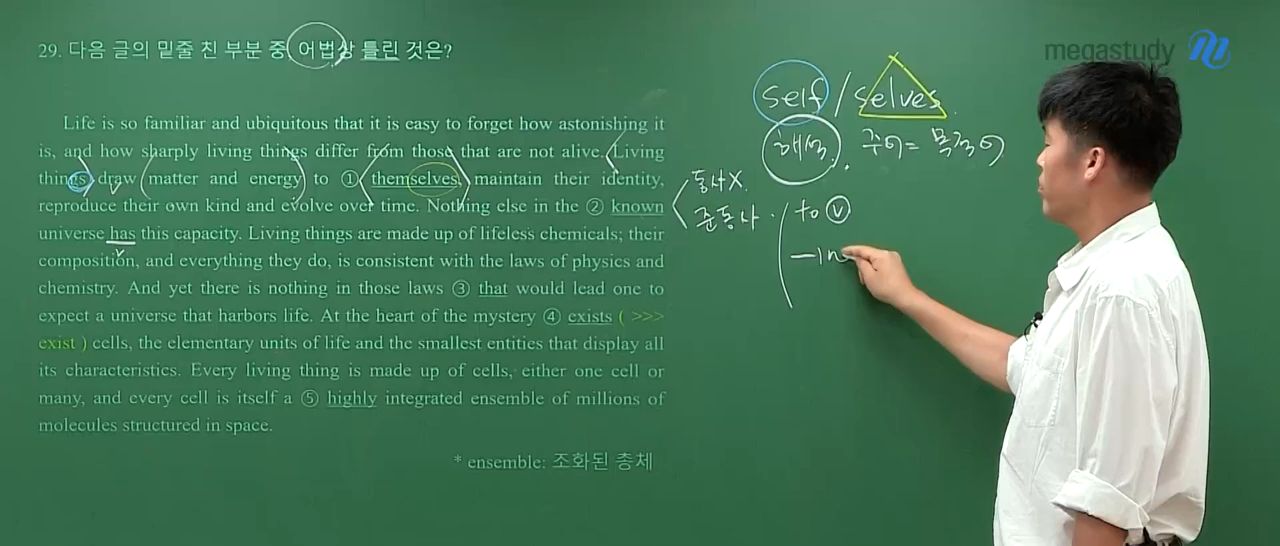 29. 다음 글의 밑줄 친 부분 중, 어법상 틀린 것은?
megastudy
Life is so familiar and ubiquitous that it is easy to forget how astonishing it
is, and how sharply living things differ from those that are not alive. Living
things draw matter and energy to ① themselves, maintain their identity,
reproduce their own kind and evolve over time. Nothing else in the ② known
universe has this capacity. Living things are made up of lifeless chemicals; their
composition, and everything they do, is consistent with the laws of physics and
chemistry. And yet there is nothing in those laws ③ that would lead one to
expect a universe that harbors life. At the heart of the mystery ④ exists ( >>>
exist ) cells, the elementary units of life and the smallest entities that display all
its characteristics. Every living thing is made up of cells, either one cell or
many, and every cell is itself a ⑤ highly integrated ensemble of millions of
molecules structured in space.
* ensemble: 조화된 총체
self / selves
해석. 주어 = 목적어
동사 X.
준동사.
to ⓥ
-in